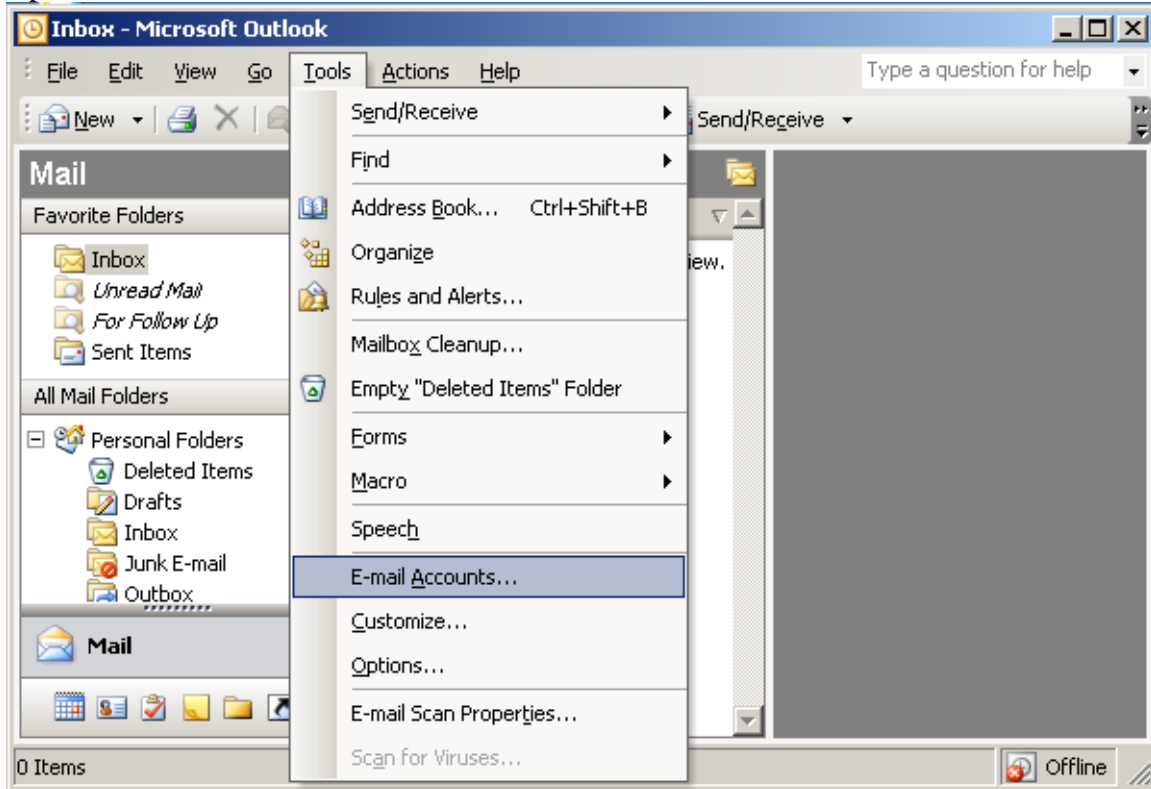 Inbox - Microsoft Outlook
File Edit View Go Tools Actions Help Type a question for help
New Send/Receive
Mail
Favorite Folders
Inbox
Unread Mail
For Follow Up
Sent Items
All Mail Folders
Personal Folders
Deleted Items
Drafts
Inbox
Junk E-mail
Outbox
Mail
0 Items
Send/Receive
Find
Address Book... Ctrl+Shift+B
Organize
Rules and Alerts...
Mailbox Cleanup...
Empty "Deleted Items" Folder
Forms
Macro
Speech
E-mail Accounts...
Customize...
Options...
E-mail Scan Properties...
Scan for Viruses...
iew.
Offline